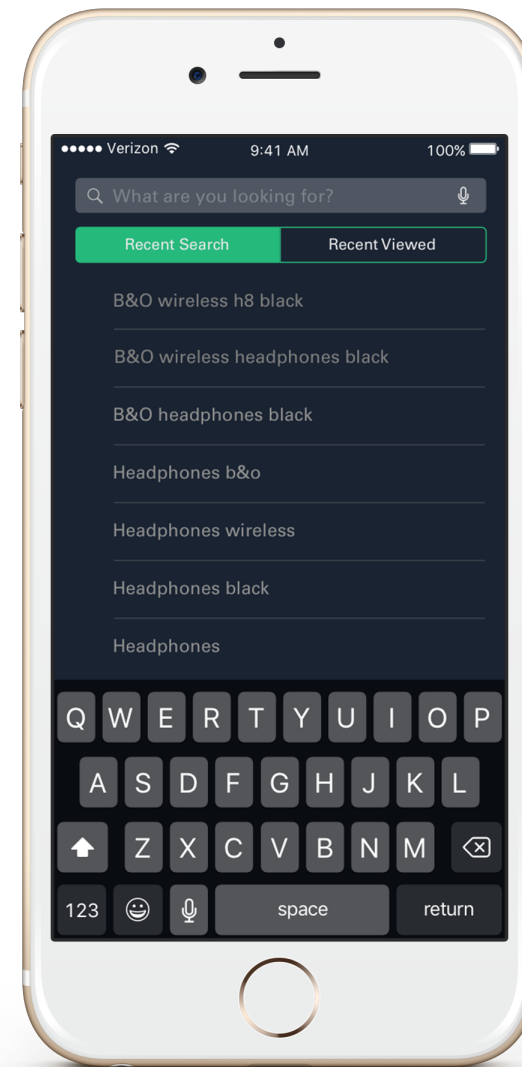 Verizon 9:41 AM 100%
What are you looking for?
Recent Search Recent Viewed
B&O wireless h8 black
B&O wireless headphones black
B&O headphones black
Headphones b&o
Headphones wireless
Headphones black
Headphones
Q W E R T Y U I O P
A S D F G H J K L
Z X C V B N M
123 space return